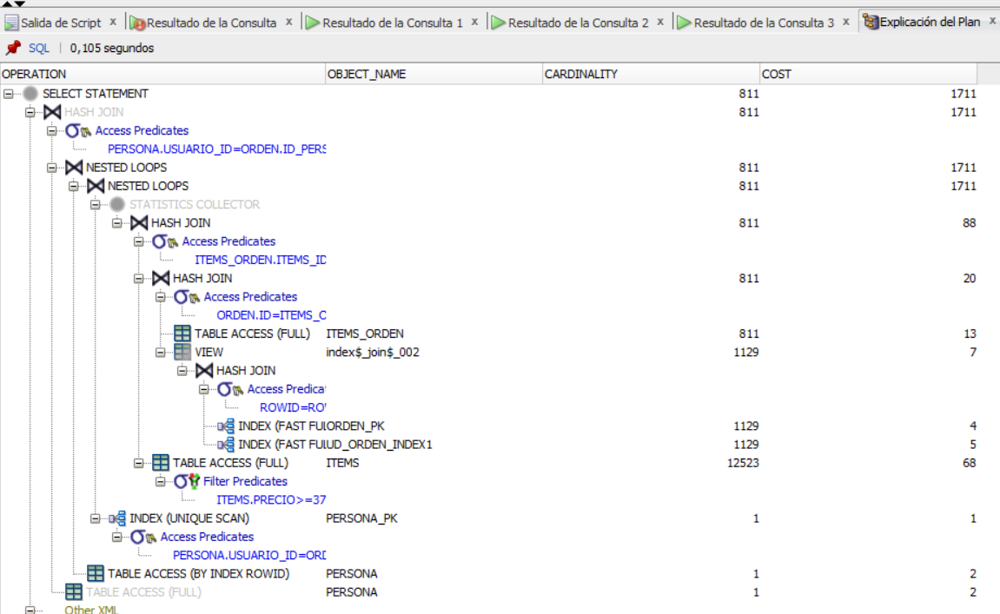 Salida de Script x Resultado de la Consulta x Resultado de la Consulta 1 x Resultado de la Consulta 2 x Resultado de la Consulta 3 x Explicación del Plan x
SQL | 0,105 segundos
OPERATION OBJECT_NAME CARDINALITY COST
SELECT STATEMENT 811 1711
HASH JOIN 811 1711
Access Predicates
PERSONA.USUARIO_ID=ORDEN.ID_PERS
NESTED LOOPS 811 1711
NESTED LOOPS 811 1711
STATISTICS COLLECTOR
HASH JOIN 811 88
Access Predicates
ITEMS_ORDEN.ITEMS_ID
HASH JOIN 811 20
Access Predicates
ORDEN.ID=ITEMS_O
TABLE ACCESS (FULL) ITEMS_ORDEN 811 13
VIEW index$_join$_002 1129 7
HASH JOIN
Access Predica
ROWID=ROW
INDEX (FAST FUL ORDEN_PK 1129 4
INDEX (FAST FUL UD_ORDEN_INDEX1 1129 5
TABLE ACCESS (FULL) ITEMS 12523 68
Filter Predicates
ITEMS.PRECIO>=37
INDEX (UNIQUE SCAN) PERSONA_PK 1 1
Access Predicates
PERSONA.USUARIO_ID=ORD
TABLE ACCESS (BY INDEX ROWID) PERSONA 1 2
TABLE ACCESS (FULL) PERSONA 1 2
Other XML